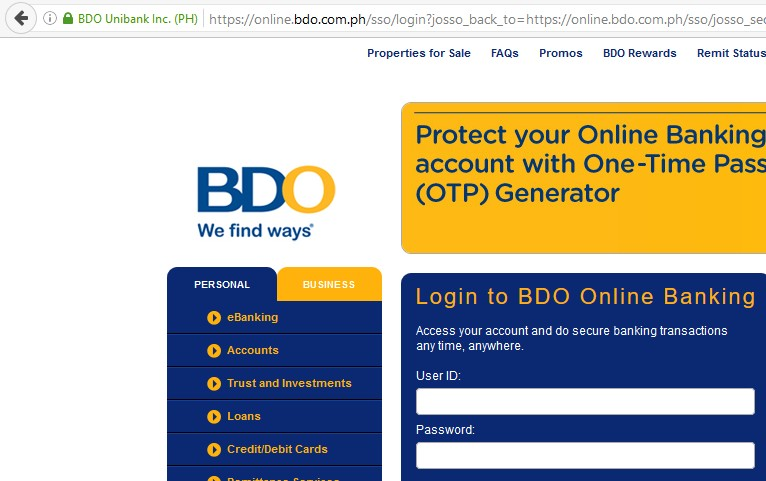 BDO Unibank Inc. (PH) https://online.bdo.com.ph/sso/login?josso_back_to=https://online.bdo.com.ph/sso/josso_sec
Properties for Sale FAQs Promos BDO Rewards Remit Status
Protect your Online Banking
account with One-Time Pass
(OTP) Generator
BDO
We find ways®
PERSONAL BUSINESS
eBanking
Accounts
Trust and Investments
Loans
Credit/Debit Cards
Remittance Services
Login to BDO Online Banking
Access your account and do secure banking transactions
any time, anywhere.
User ID:
Password: